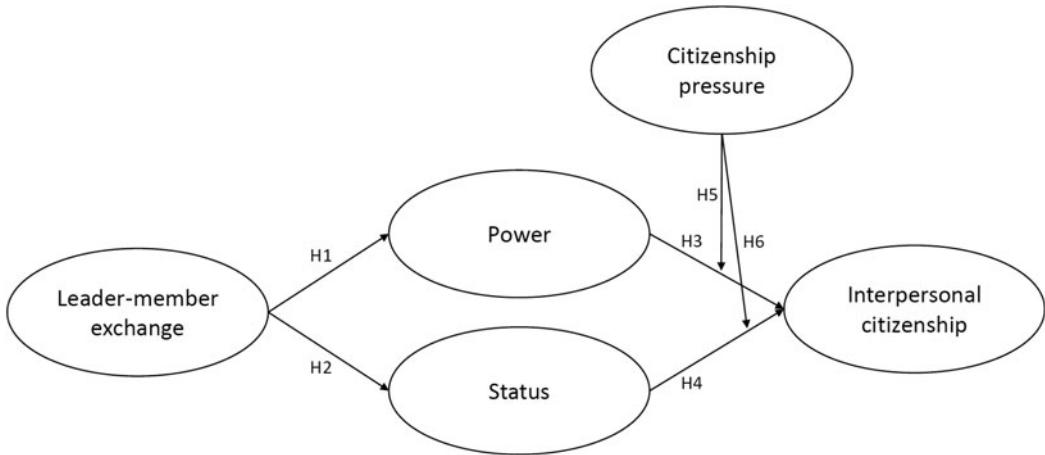 Citizenship
pressure
H5
Power
H3
H6
H1
Leader-member
exchange
Interpersonal
citizenship
H2
Status
H4